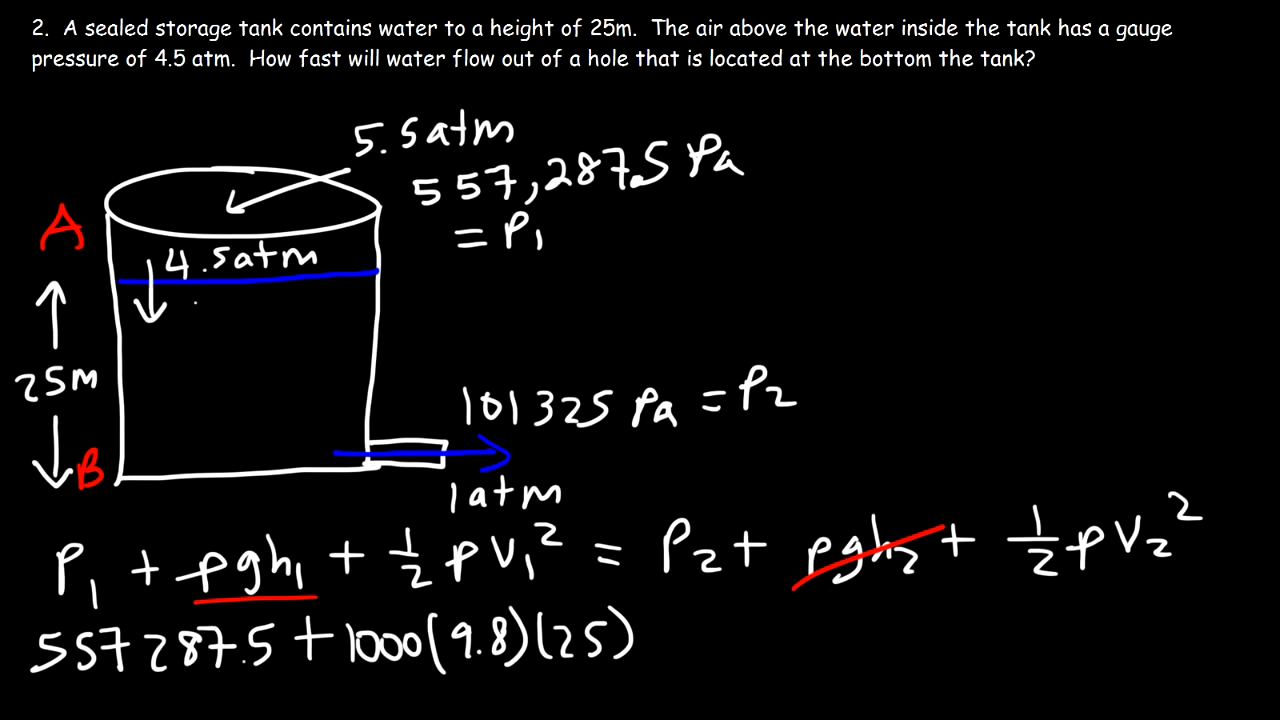 2. A sealed storage tank contains water to a height of 25m. The air above the water inside the tank has a gauge
pressure of 4.5 atm. How fast will water flow out of a hole that is located at the bottom the tank?
5.5atm
557,287.5 Pa
= P₁
A
4.5atm
25m
101325 Pa = P₂
B
1atm
P₁ + ρgh₁ + ½ρV₁² = P₂ + ρgh₂ + ½ρV₂²
557287.5 + 1000(9.8)(25)